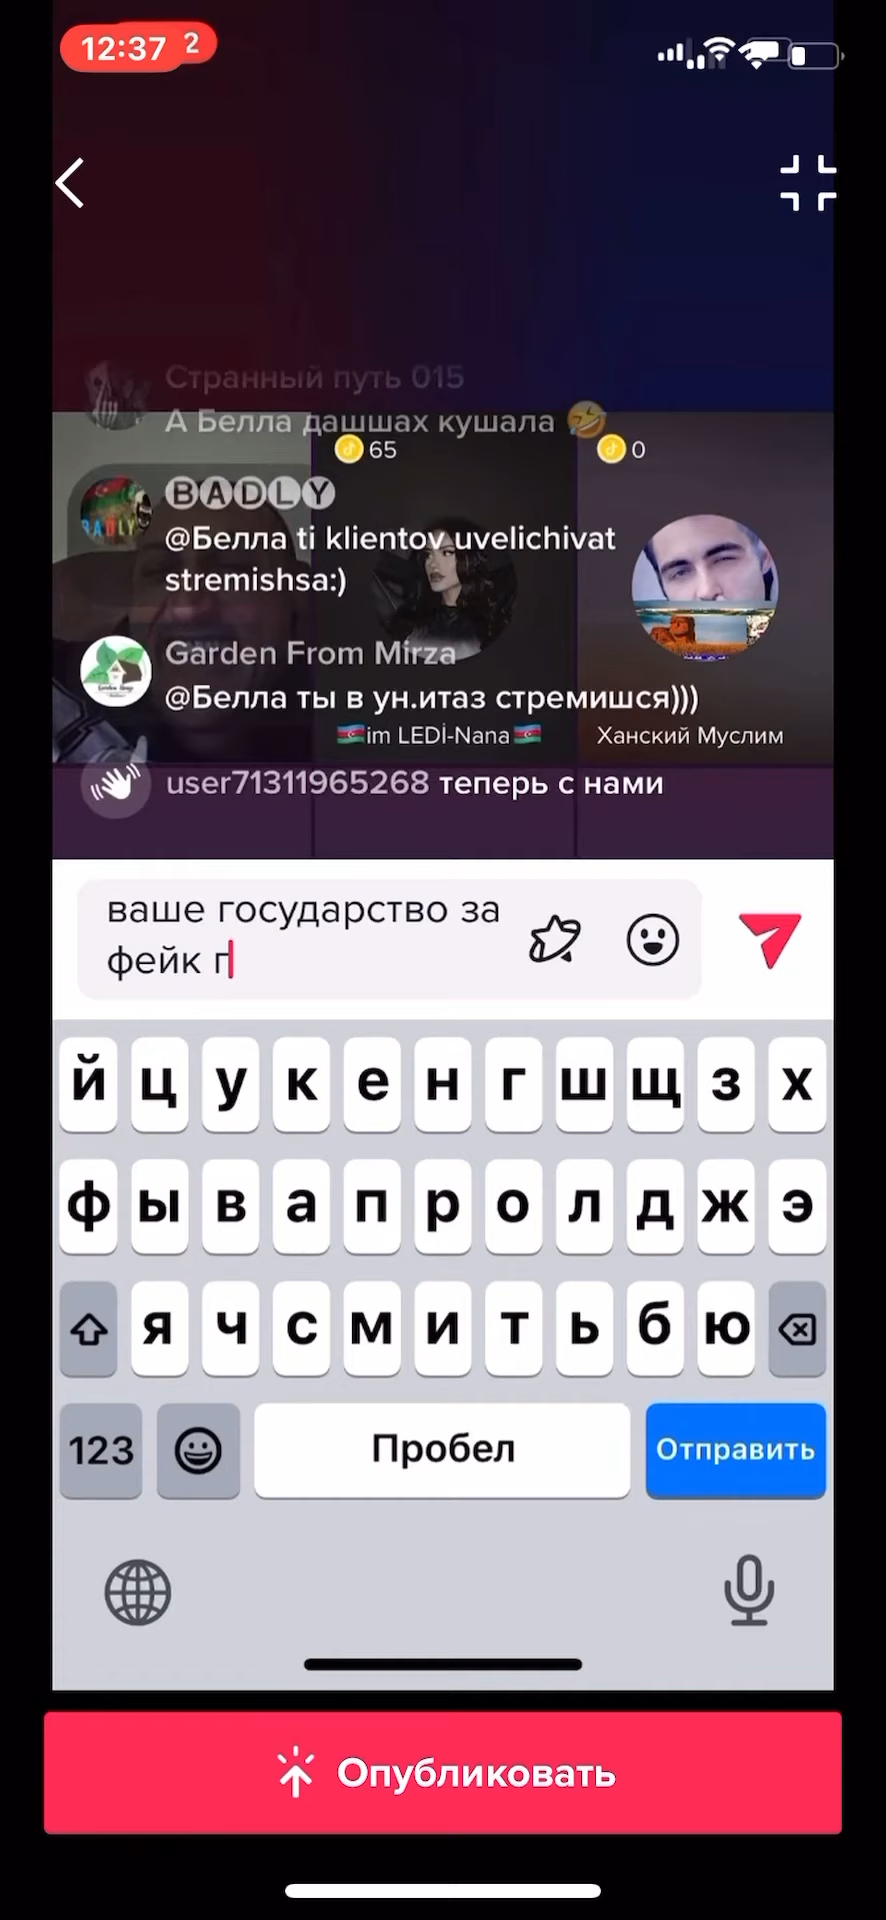 12:37 2
Странный путь 015
А Белла дашшах кушала 🤣
65
0
BADLY
@Белла ti klientov uvelichivat
stremishsa:)
Garden From Mirza
@Белла ты в ун.итаз стремишся)))
🇦🇿im LEDİ-Nana🇦🇿
Ханский Муслим
user71311965268 теперь с нами
ваше государство за
фейк г
й ц у к е н г ш щ з х
ф ы в а п р о л д ж э
я ч с м и т ь б ю
123 Пробел Отправить
Опубликовать